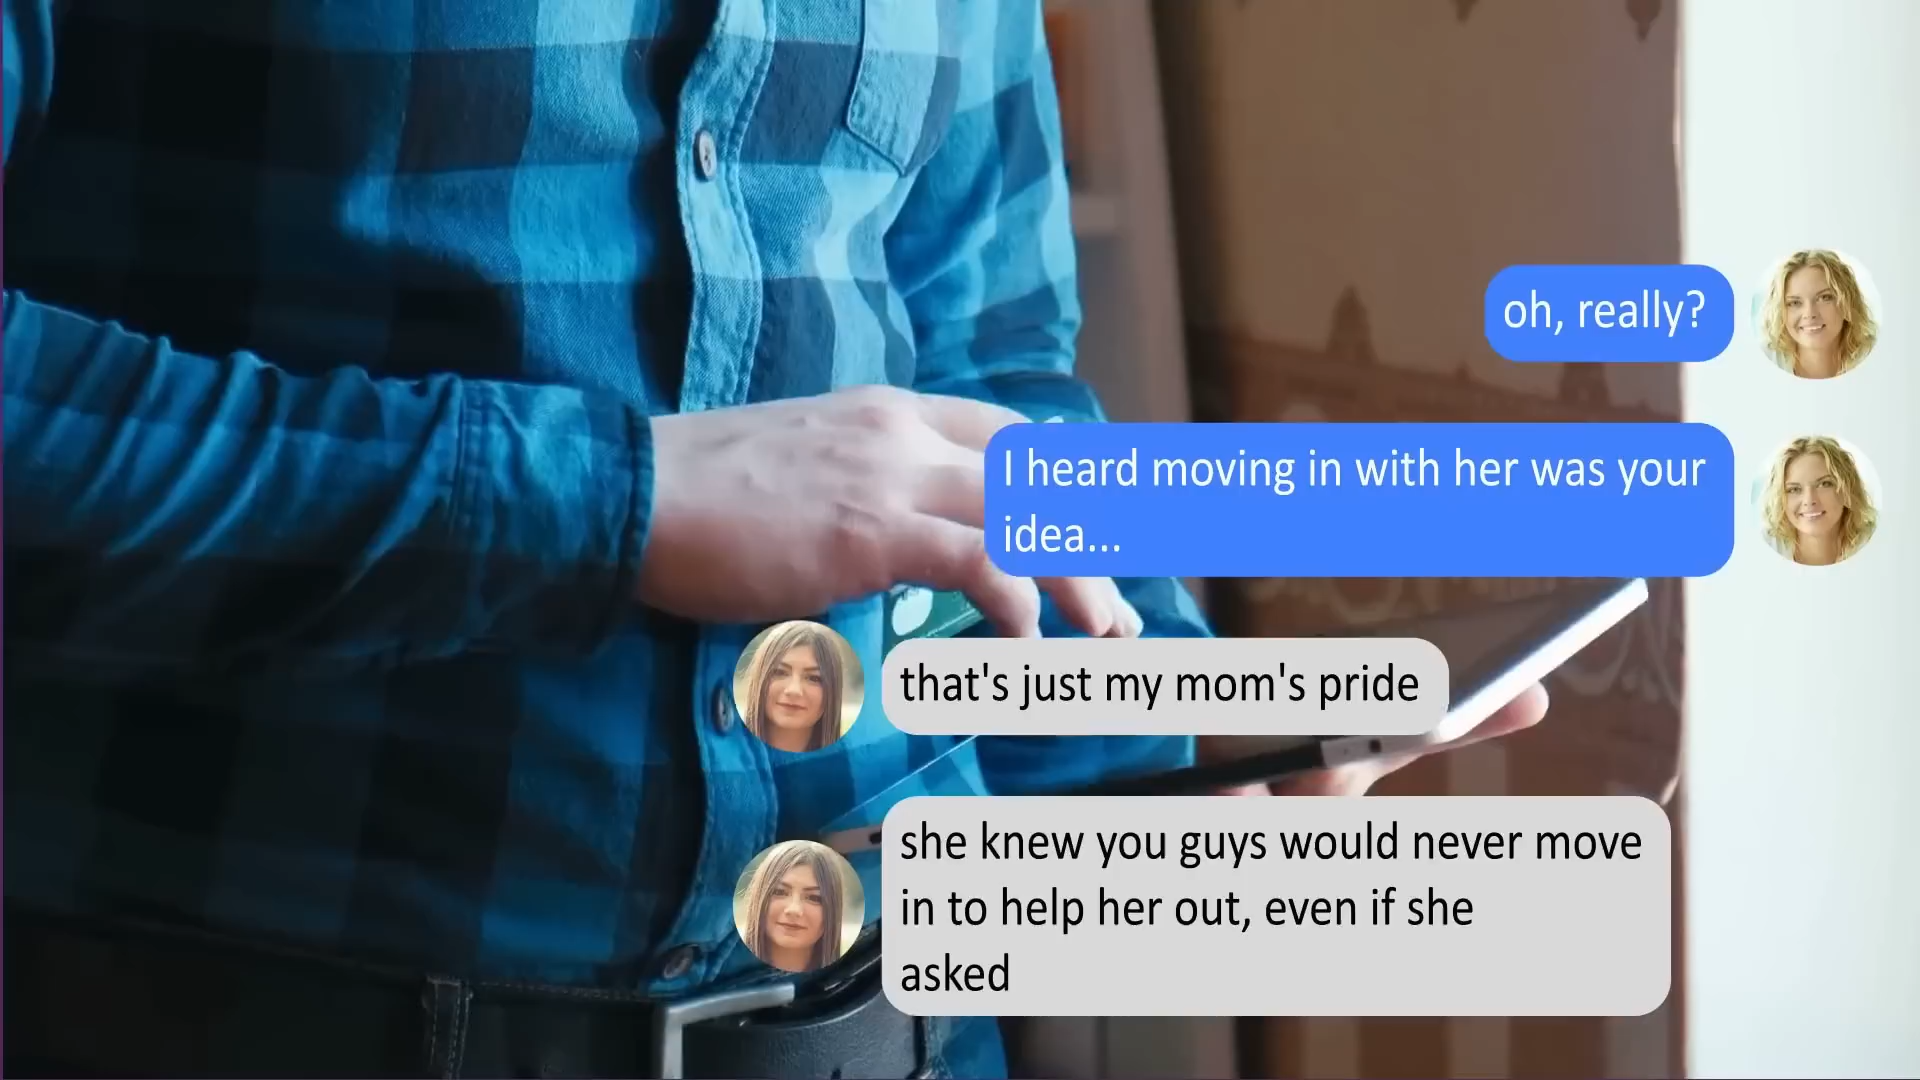 oh, really?
I heard moving in with her was your
idea...
that's just my mom's pride
she knew you guys would never move
in to help her out, even if she
asked